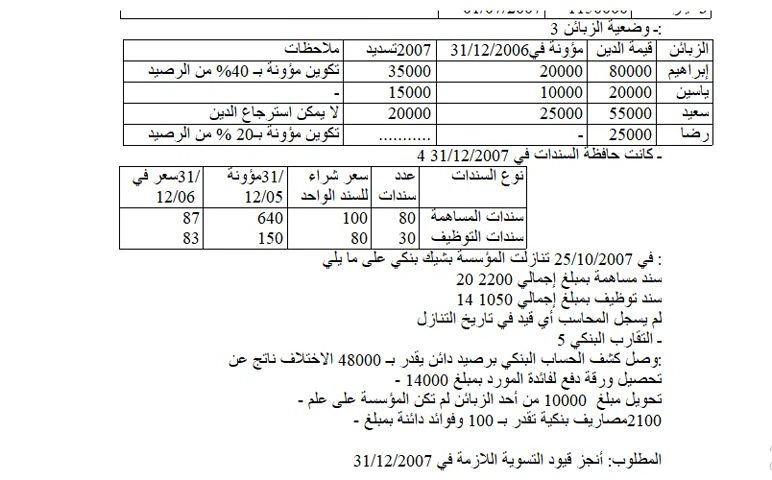 1150000 01/07/2007
3 وضعية الزبائن -:
الزبائن قيمة الدين مؤونة في31/12/2006 تسديد2007 ملاحظات
إبراهيم 80000 20000 35000 تكوين مؤونة بـ 40% من الرصيد
ياسين 20000 10000 15000 -
سعيد 55000 25000 20000 لا يمكن استرجاع الدين
رضا 25000 - ........... تكوين مؤونة بـ20 % من الرصيد
ـ كانت حافظة السندات في 31/12/2007 4
نوع السندات عدد سندات سعر شراء للسند الواحد 31/مؤونة 12/05 31/سعر في 12/06
سندات المساهمة 80 100 640 87
سندات التوظيف 30 80 150 83
: في 25/10/2007 تنازلت المؤسسة بشيك بنكي على ما يلي
سند مساهمة بمبلغ إجمالي 2200 20
سند توظيف بمبلغ إجمالي 1050 14
لم يسجل المحاسب أي قيد في تاريخ التنازل
ـ التقارب البنكي 5
:وصل كشف الحساب البنكي برصيد دائن يقدر بـ 48000 الاختلاف ناتج عن
تحصيل ورقة دفع لفائدة المورد بمبلغ 14000 -
تحويل مبلغ 10000 من أحد الزبائن لم تكن المؤسسة على علم -
2100مصاريف بنكية تقدر بـ 100 وفوائد دائنة بمبلغ -
المطلوب: أنجز قيود التسوية اللازمة في 31/12/2007